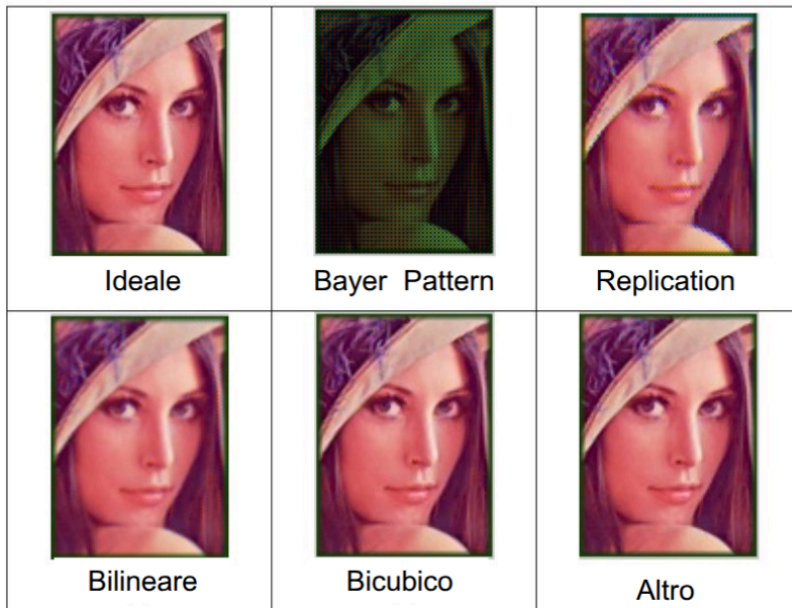 Ideale
Bayer Pattern
Replication
Bilineare
Bicubico
Altro